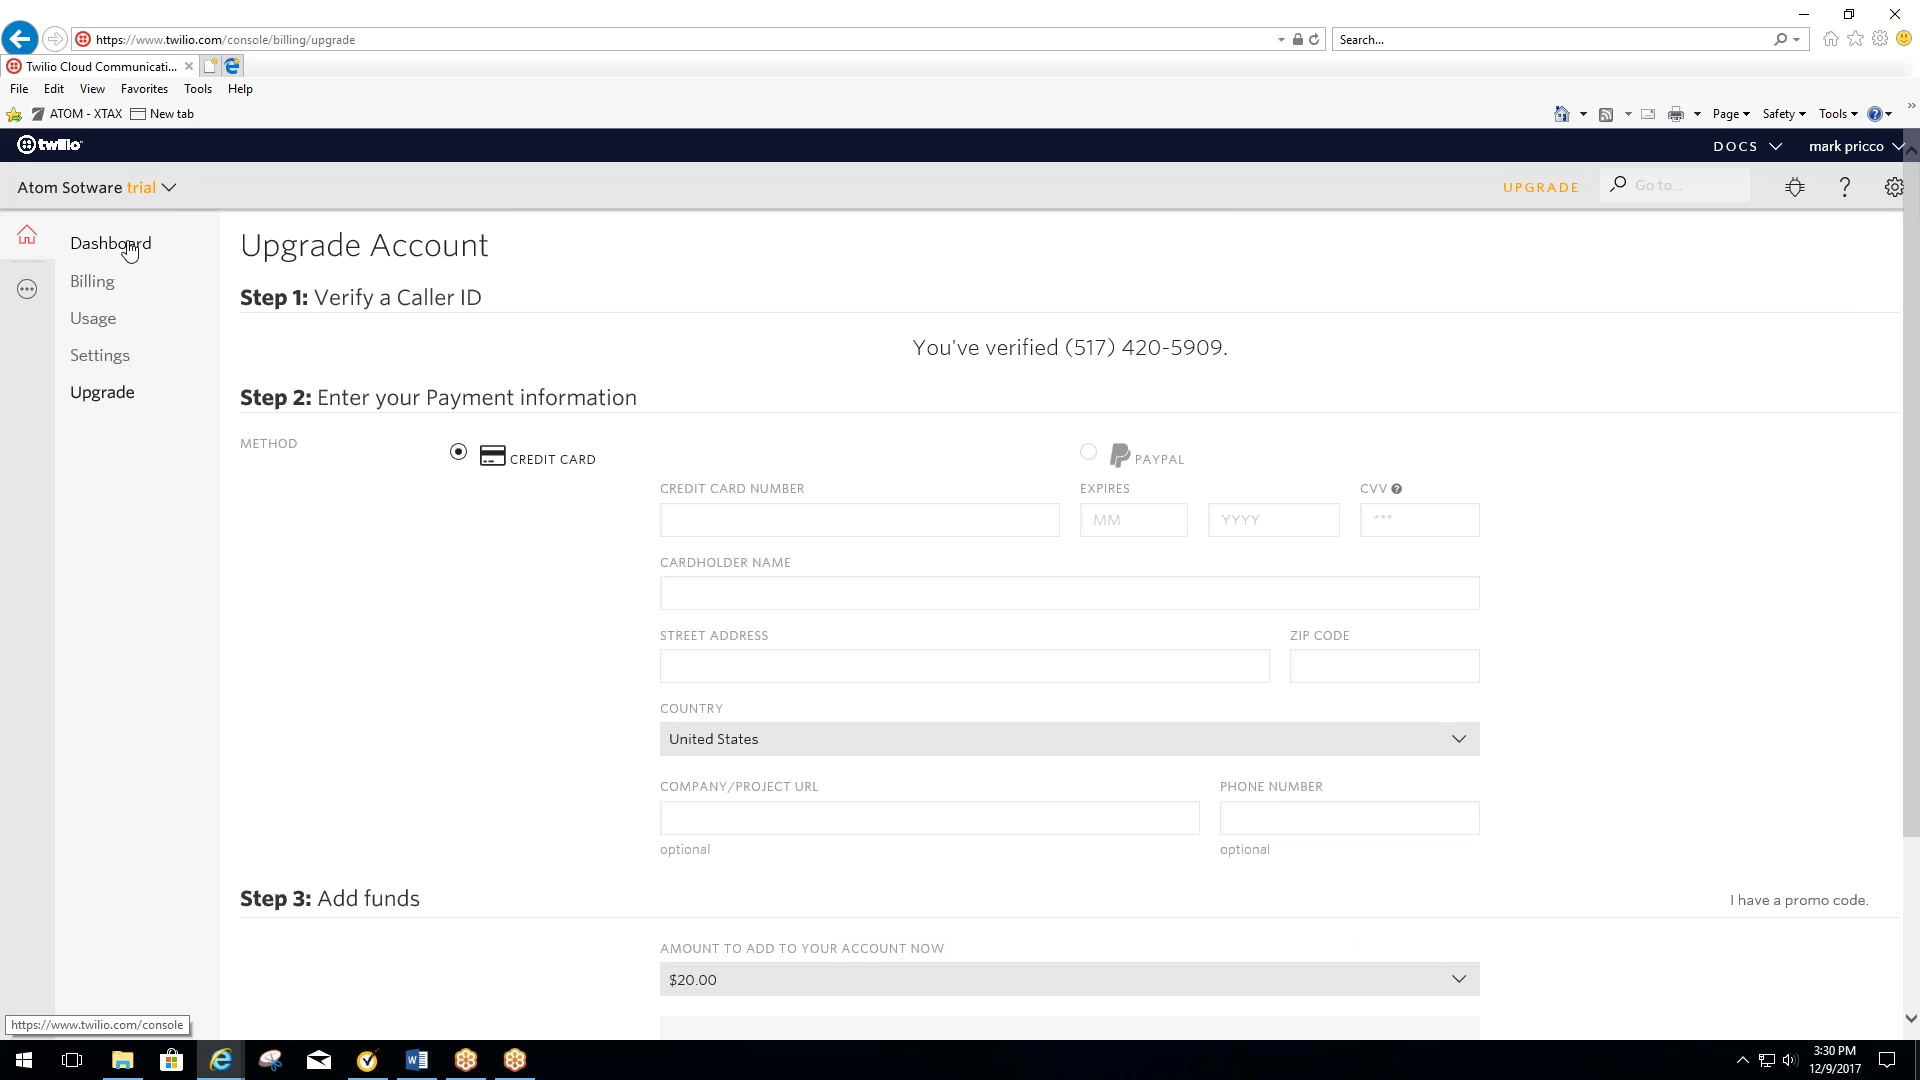 https://www.twilio.com/console/billing/upgrade
Search...
Twilio Cloud Communicati...
File Edit View Favorites Tools Help
ATOM - XTAX New tab
Page Safety Tools
twilio
DOCS mark pricco
Atom Sotware trial
UPGRADE Go to...
Dashboard
Billing
Usage
Settings
Upgrade
Upgrade Account
Step 1: Verify a Caller ID
You've verified (517) 420-5909.
Step 2: Enter your Payment information
METHOD
CREDIT CARD
PAYPAL
CREDIT CARD NUMBER EXPIRES CVV
MM YYYY ***
CARDHOLDER NAME
STREET ADDRESS ZIP CODE
COUNTRY
United States
COMPANY/PROJECT URL PHONE NUMBER
optional optional
Step 3: Add funds
I have a promo code.
AMOUNT TO ADD TO YOUR ACCOUNT NOW
$20.00
https://www.twilio.com/console
3:30 PM
12/9/2017